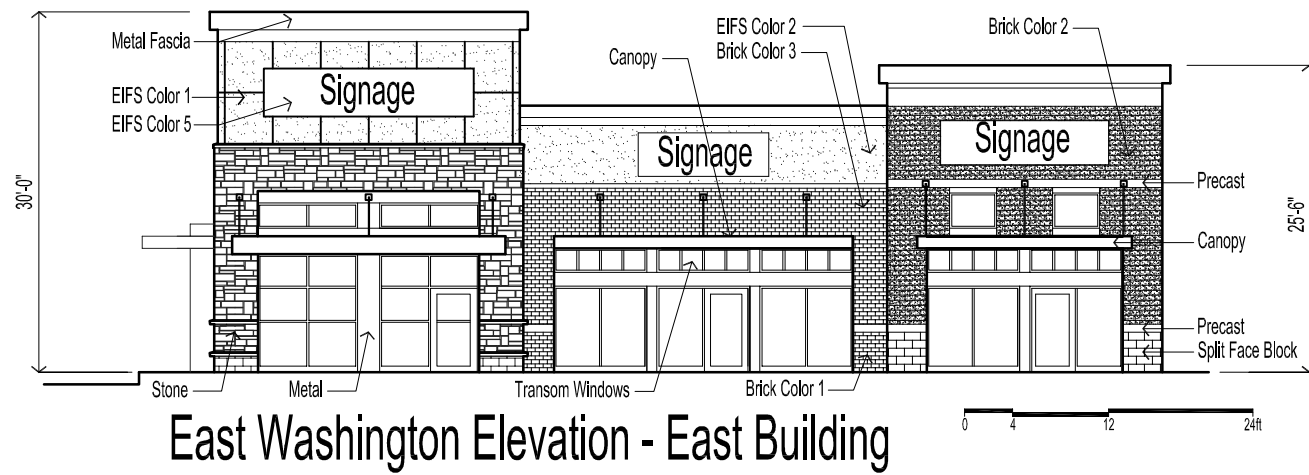 Metal Fascia
EIFS Color 1
EIFS Color 5
Signage
Canopy
EIFS Color 2
Brick Color 3
Signage
Brick Color 2
Signage
30'-0"
25'-6"
Precast
Canopy
Precast
Split Face Block
Stone
Metal
Transom Windows
Brick Color 1
East Washington Elevation - East Building
0 4 12 24ft